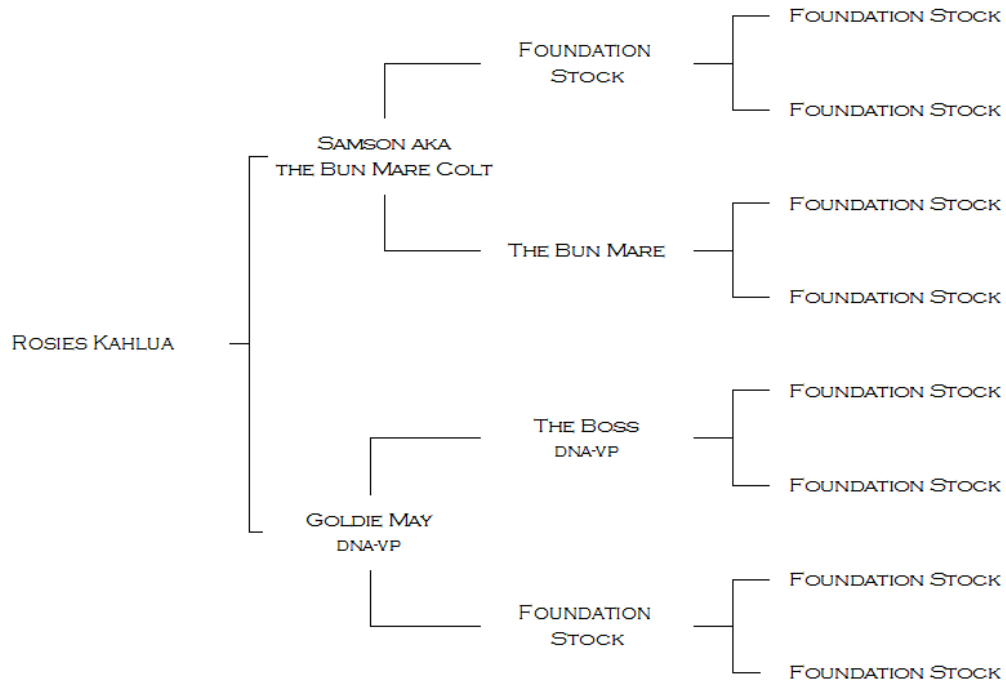 Foundation Stock
Foundation
Stock
Foundation Stock
Samson aka
the Bun Mare Colt
Foundation Stock
The Bun Mare
Foundation Stock
Rosies Kahlua
Foundation Stock
The Boss
DNA-VP
Foundation Stock
Goldie May
DNA-VP
Foundation Stock
Foundation
Stock
Foundation Stock